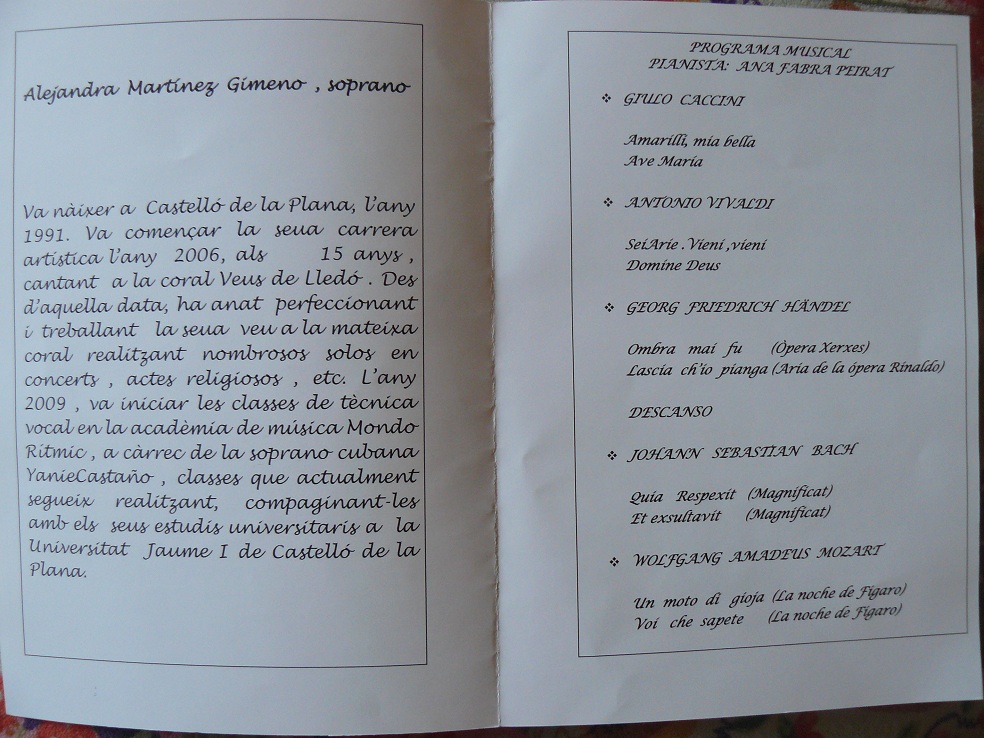 Alejandra Martínez Gimeno , soprano
Va nàixer a Castelló de la Plana, l'any
1991. Va començar la seua carrera
artística l'any 2006, als 15 anys ,
cantant a la coral Veus de Lledó . Des
d'aquella data, ha anat perfeccionant
i treballant la seua veu a la mateixa
coral realitzant nombrosos solos en
concerts , actes religiosos , etc. L'any
2009 , va iniciar les classes de tècnica
vocal en la acadèmia de música Mondo
Rítmic , a càrrec de la soprano cubana
YanieCastaño , classes que actualment
segueix realitzant, compaginant-les
amb els seus estudis universitaris a la
Universitat Jaume I de Castelló de la
Plana.
PROGRAMA MUSICAL
PIANISTA: ANA FABRA PEIRAT
❖ GIULO CACCINI
Amarilli, mia bella
Ave María
❖ ANTONIO VIVALDI
SeiArie . Vieni ,vieni
Domine Deus
❖ GEORG FRIEDRICH HÄNDEL
Ombra mai fu (Òpera Xerxes)
Lascia ch'io pianga (Aria de la ópera Rinaldo)
DESCANSO
❖ JOHANN SEBASTIAN BACH
Quia Respexit (Magnificat)
Et exsultavit (Magnificat)
❖ WOLFGANG AMADEUS MOZART
Un moto di gioja (La noche de Fígaro)
Voi che sapete (La noche de Fígaro)